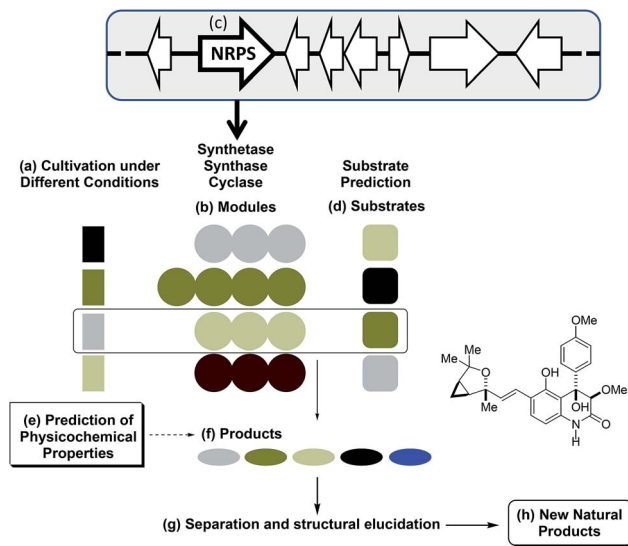 (c)
NRPS
(a) Cultivation under
Different Conditions
Synthetase
Synthase
Cyclase
(b) Modules
Substrate
Prediction
(d) Substrates
OMe
Me
Me
O
Me
OH
OH
OMe
N
H
O
(e) Prediction of
Physicochemical
Properties
(f) Products
(g) Separation and structural elucidation
(h) New Natural
Products